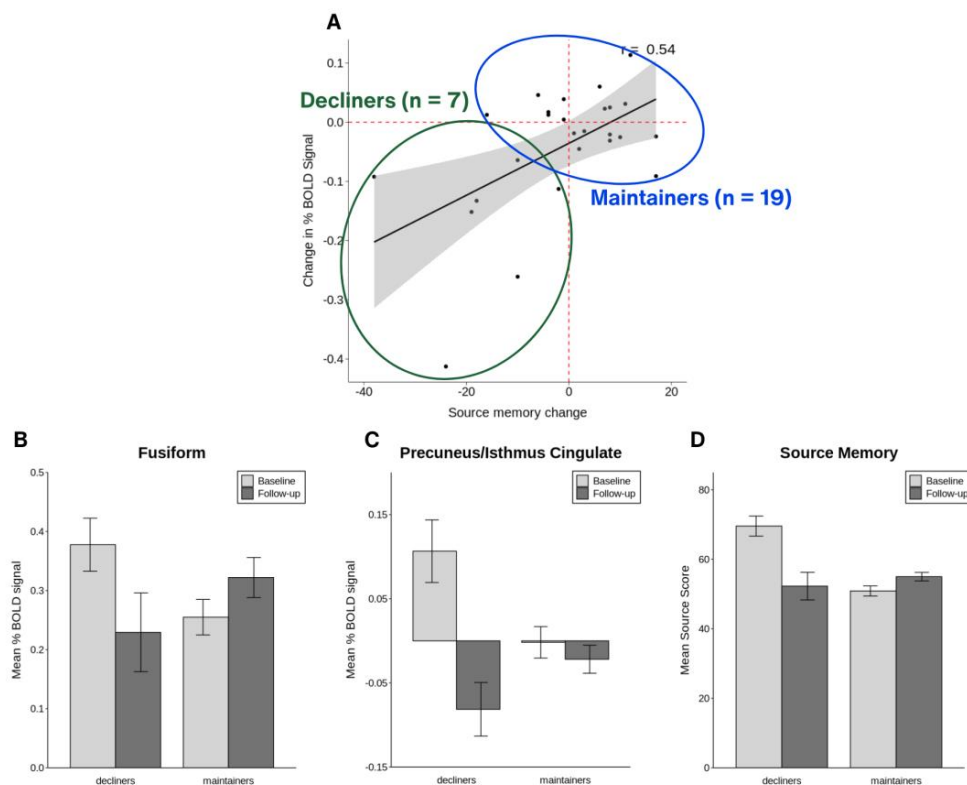 A
r = 0.54
Decliners (n = 7)
Maintainers (n = 19)
0.1
0.0
-0.1
-0.2
-0.3
-0.4
Change in % BOLD Signal
-40
-20
0
20
Source memory change
B
Fusiform
Baseline
Follow-up
0.5
0.4
0.3
0.2
0.1
0.0
Mean % BOLD signal
decliners
maintainers
C
Precuneus/Isthmus Cingulate
Baseline
Follow-up
0.15
0.05
-0.05
-0.15
Mean % BOLD signal
decliners
maintainers
D
Source Memory
Baseline
Follow-up
80
60
40
20
0
Mean Source Score
decliners
maintainers